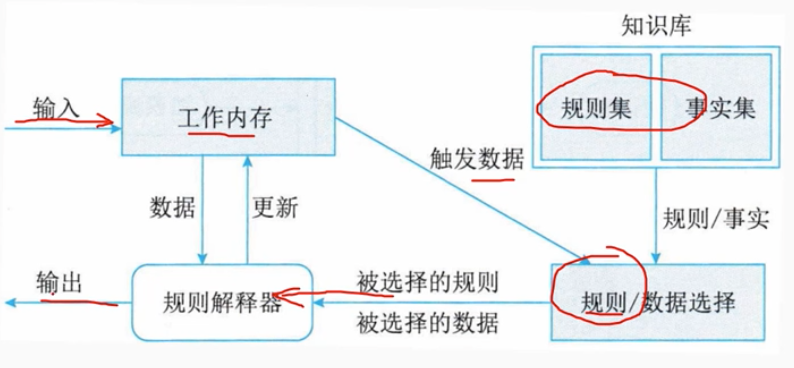 知识库
输入
工作内存
规则集
事实集
触发数据
数据
更新
规则/事实
输出
规则解释器
被选择的规则
被选择的数据
规则/数据选择